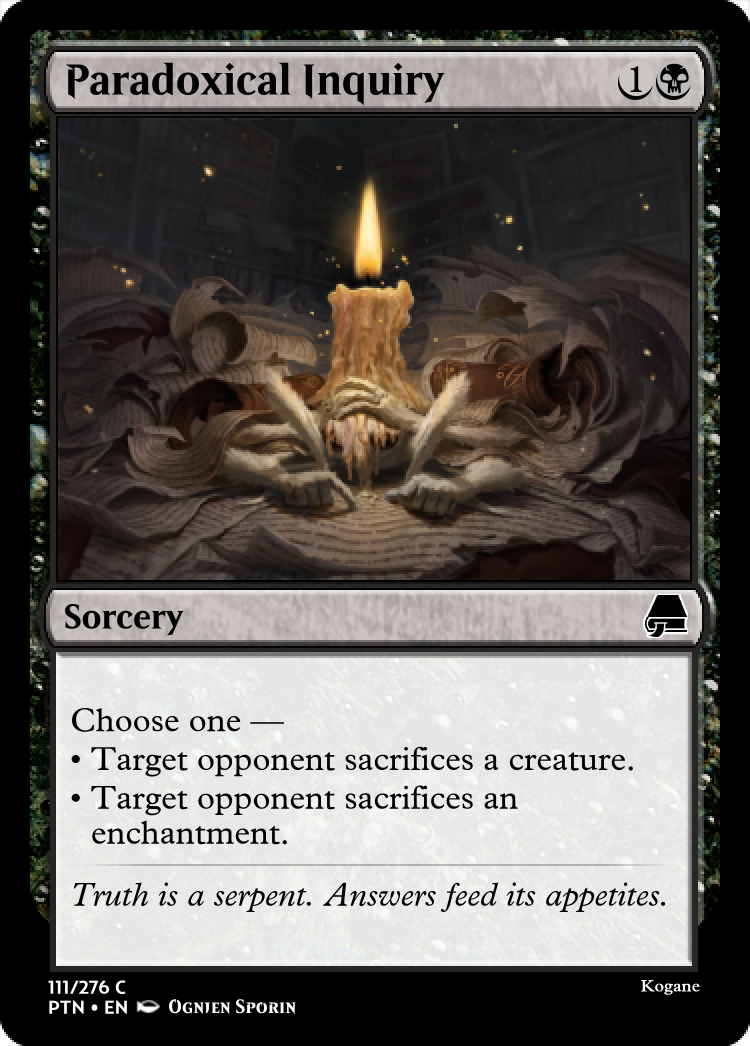 Paradoxical Inquiry 1
Sorcery
Choose one —
• Target opponent sacrifices a creature.
• Target opponent sacrifices an
enchantment.
Truth is a serpent. Answers feed its appetites.
111/276 C
Kogane
PTN • EN Ognjen Sporin